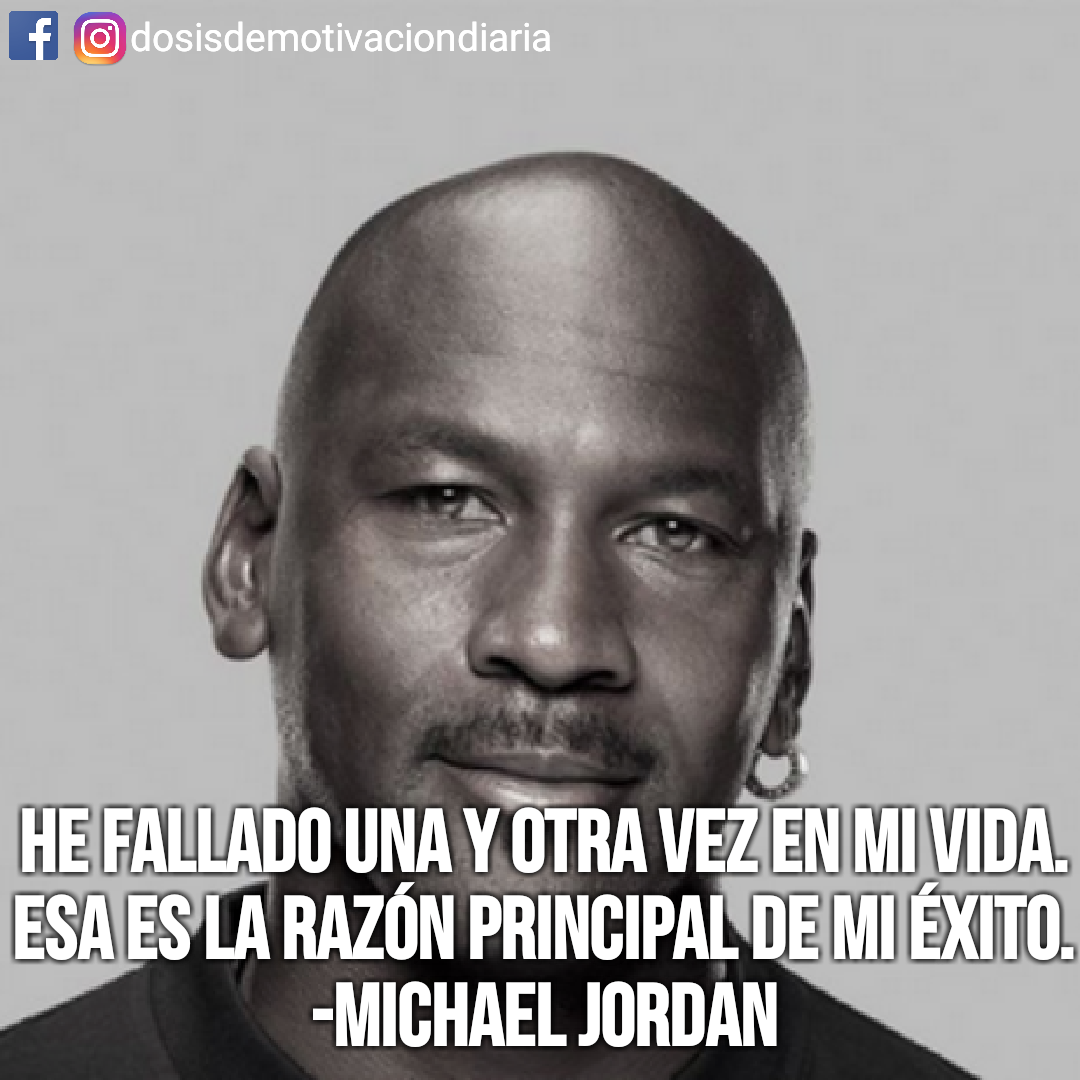 dosisdemotivaciondiaria
HE FALLADO UNA Y OTRA VEZ EN MI VIDA.
ESA ES LA RAZÓN PRINCIPAL DE MI ÉXITO.
-MICHAEL JORDAN